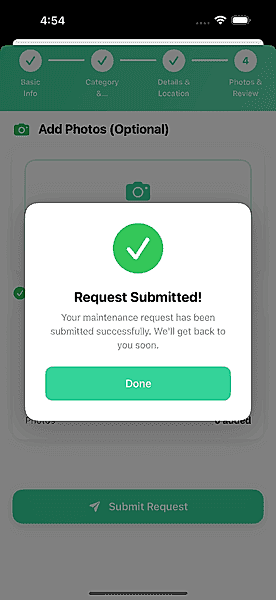 4:54
4
Basic
Info
Category
&...
Details &
Location
Photos &
Review
Add Photos (Optional)
Request Submitted!
Your maintenance request has been
submitted successfully. We'll get back to
you soon.
Done
Photos
0 added
Submit Request